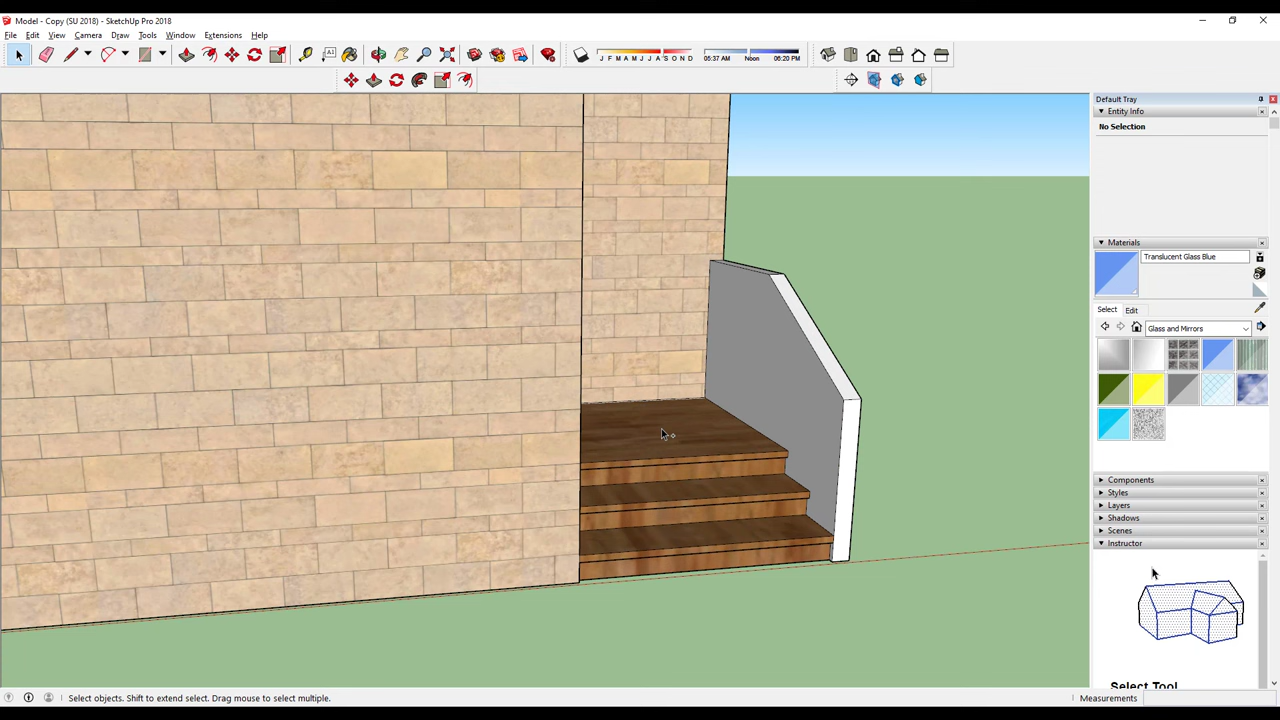 Model - Copy (SU 2018) - SketchUp Pro 2018
File Edit View Camera Draw Tools Window Extensions Help
J F M A M J J A S O N D 05:37 AM Noon 06:20 PM
Default Tray
Entity Info
No Selection
Materials
Translucent Glass Blue
Select Edit
Glass and Mirrors
Components
Styles
Layers
Shadows
Scenes
Instructor
Select Tool
Select objects. Shift to extend select. Drag mouse to select multiple.
Measurements